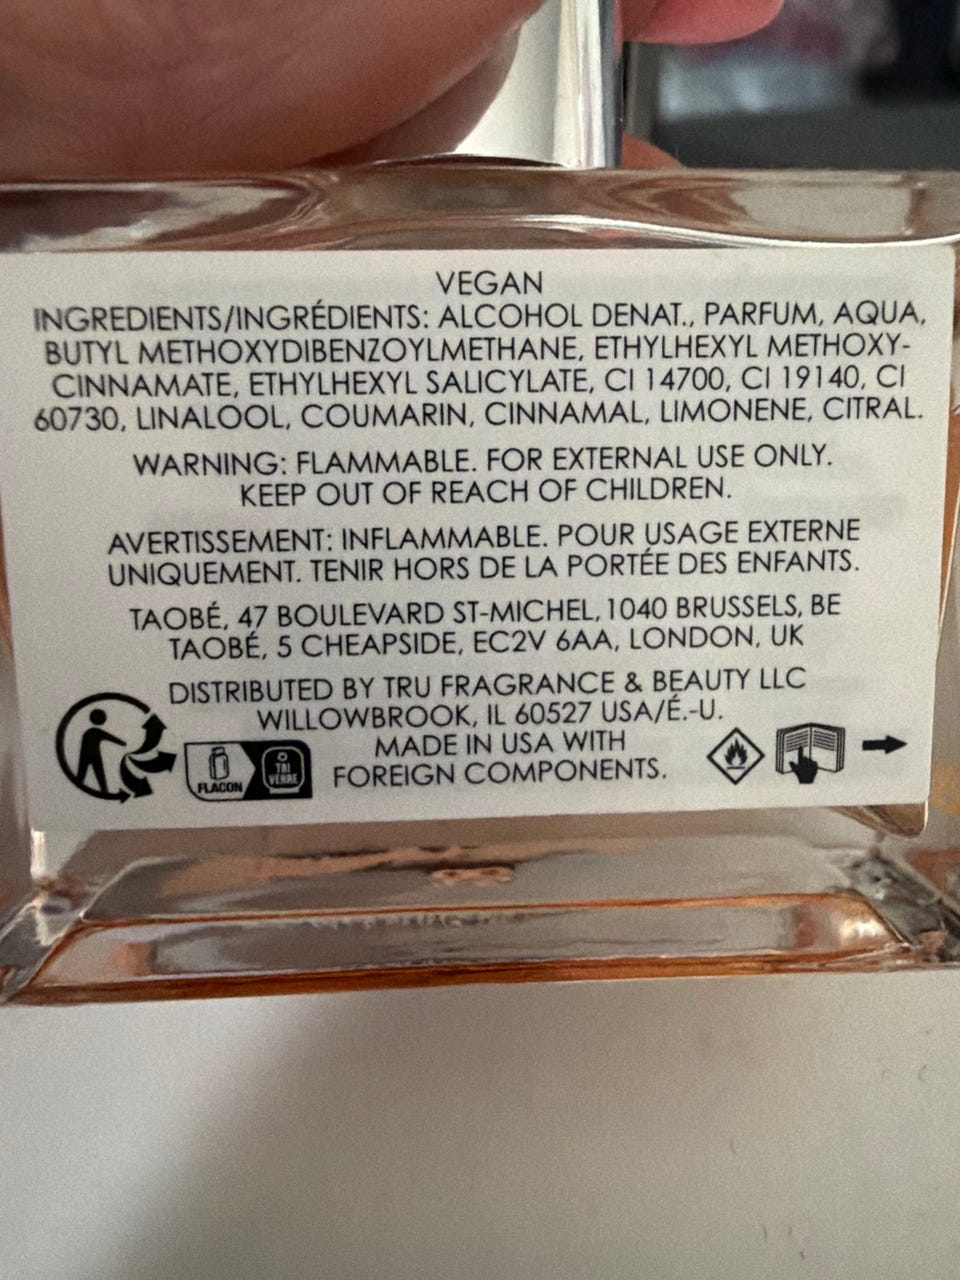 VEGAN
INGREDIENTS/INGRÉDIENTS: ALCOHOL DENAT., PARFUM, AQUA,
BUTYL METHOXYDIBENZOYLMETHANE, ETHYLHEXYL METHOXY-
CINNAMATE, ETHYLHEXYL SALICYLATE, CI 14700, CI 19140, CI
60730, LINALOOL, COUMARIN, CINNAMAL, LIMONENE, CITRAL.
WARNING: FLAMMABLE. FOR EXTERNAL USE ONLY.
KEEP OUT OF REACH OF CHILDREN.
AVERTISSEMENT: INFLAMMABLE. POUR USAGE EXTERNE
UNIQUEMENT. TENIR HORS DE LA PORTÉE DES ENFANTS.
TAOBÉ, 47 BOULEVARD ST-MICHEL, 1040 BRUSSELS, BE
TAOBÉ, 5 CHEAPSIDE, EC2V 6AA, LONDON, UK
DISTRIBUTED BY TRU FRAGRANCE & BEAUTY LLC
WILLOWBROOK, IL 60527 USA/É.-U.
MADE IN USA WITH
FOREIGN COMPONENTS.
FLACON
TRI
VERRE